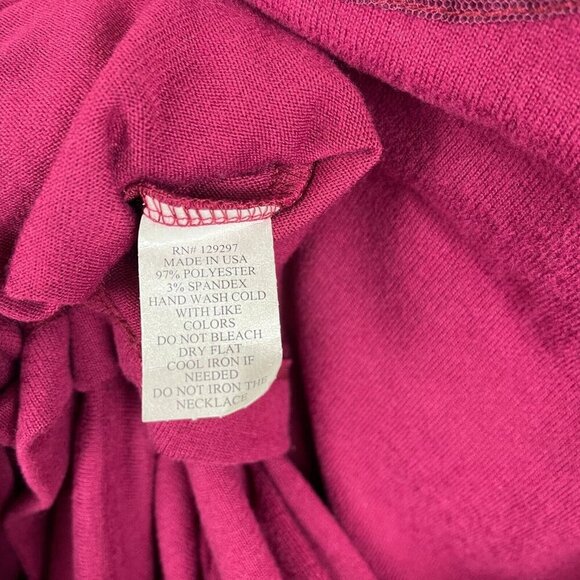 RN# 129297
MADE IN USA
97% POLYESTER
3% SPANDEX
HAND WASH COLD
WITH LIKE
COLORS
DO NOT BLEACH
DRY FLAT
COOL IRON IF
NEEDED
DO NOT IRON THE
NECKLACE